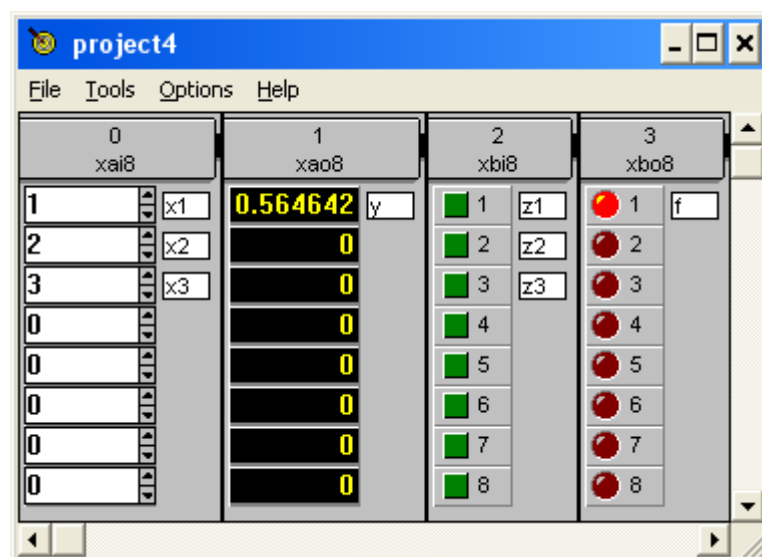 project4
File Tools Options Help
0 1 2 3
xai8 xao8 xbi8 xbo8
1 x1 0.564642 y 1 z1 1 f
2 x2 0 2 z2 2
3 x3 0 3 z3 3
0 0 4 4
0 0 5 5
0 0 6 6
0 0 7 7
0 0 8 8